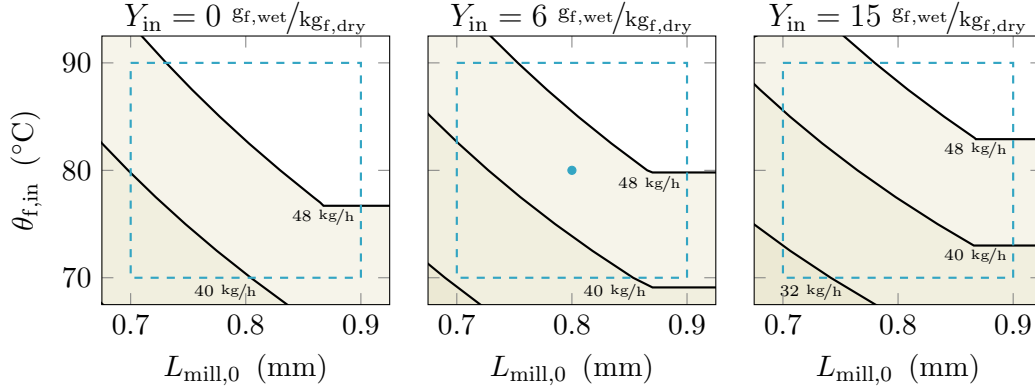 Y_in = 0 g_f,wet/kg_f,dry
Y_in = 6 g_f,wet/kg_f,dry
Y_in = 15 g_f,wet/kg_f,dry
θ_f,in (°C)
90
80
70
48 kg/h
40 kg/h
48 kg/h
40 kg/h
48 kg/h
40 kg/h
32 kg/h
0.7 0.8 0.9
0.7 0.8 0.9
0.7 0.8 0.9
L_mill,0 (mm)
L_mill,0 (mm)
L_mill,0 (mm)